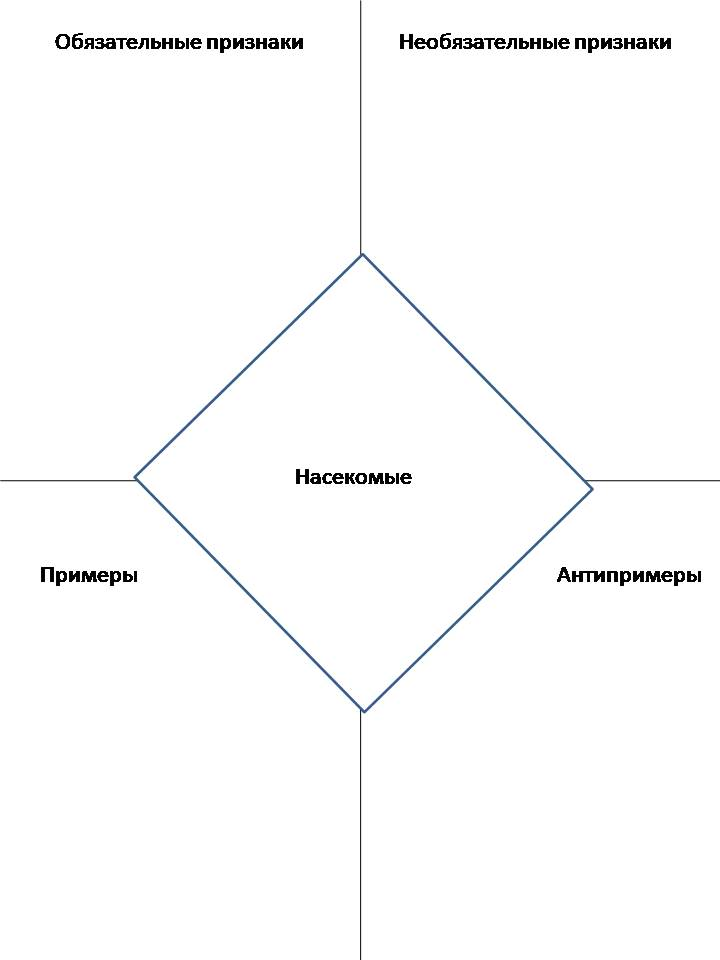 Обязательные признаки
Необязательные признаки
Насекомые
Примеры
Антипримеры